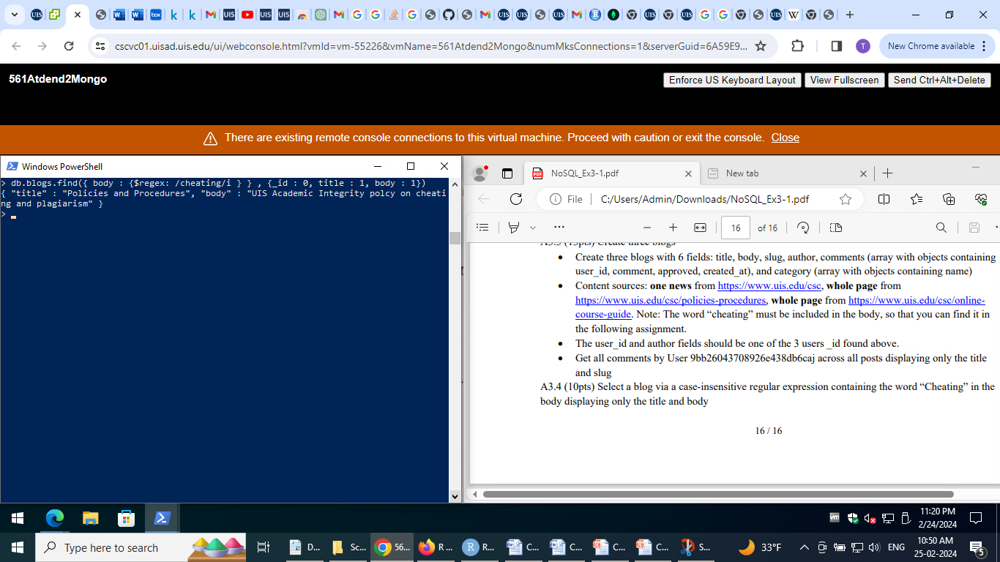 cscvc01.uisad.uis.edu/ui/webconsole.html?vmId=vm-55226&vmName=561Atdend2Mongo&numMksConnections=1&serverGuid=6A59E9...
T
New Chrome available
561Atdend2Mongo
Enforce US Keyboard Layout
View Fullscreen
Send Ctrl+Alt+Delete
There are existing remote console connections to this virtual machine. Proceed with caution or exit the console. Close
Windows PowerShell
> db.blogs.find({ body : {$regex: /cheating/i } } , {_id : 0, title : 1, body : 1})
{ "title" : "Policies and Procedures", "body" : "UIS Academic Integrity polcy on cheati
ng and plagiarism" }
>
NoSQL_Ex3-1.pdf
New tab
File
C:/Users/Admin/Downloads/NoSQL_Ex3-1.pdf
16
of 16
A3.3 (15pts) Create three blogs
• Create three blogs with 6 fields: title, body, slug, author, comments (array with objects containing
user_id, comment, approved, created_at), and category (array with objects containing name)
• Content sources: one news from https://www.uis.edu/csc, whole page from
https://www.uis.edu/csc/policies-procedures, whole page from https://www.uis.edu/csc/online-
course-guide. Note: The word “cheating” must be included in the body, so that you can find it in
the following assignment.
• The user_id and author fields should be one of the 3 users _id found above.
• Get all comments by User 9bb26043708926e438db6caj across all posts displaying only the title
and slug
A3.4 (10pts) Select a blog via a case-insensitive regular expression containing the word “Cheating” in the
body displaying only the title and body
16 / 16
11:20 PM
2/24/2024
Type here to search
D...
Sc...
56...
R ...
R...
C...
C...
C...
C...
S...
33°F
ENG
10:50 AM
25-02-2024
5